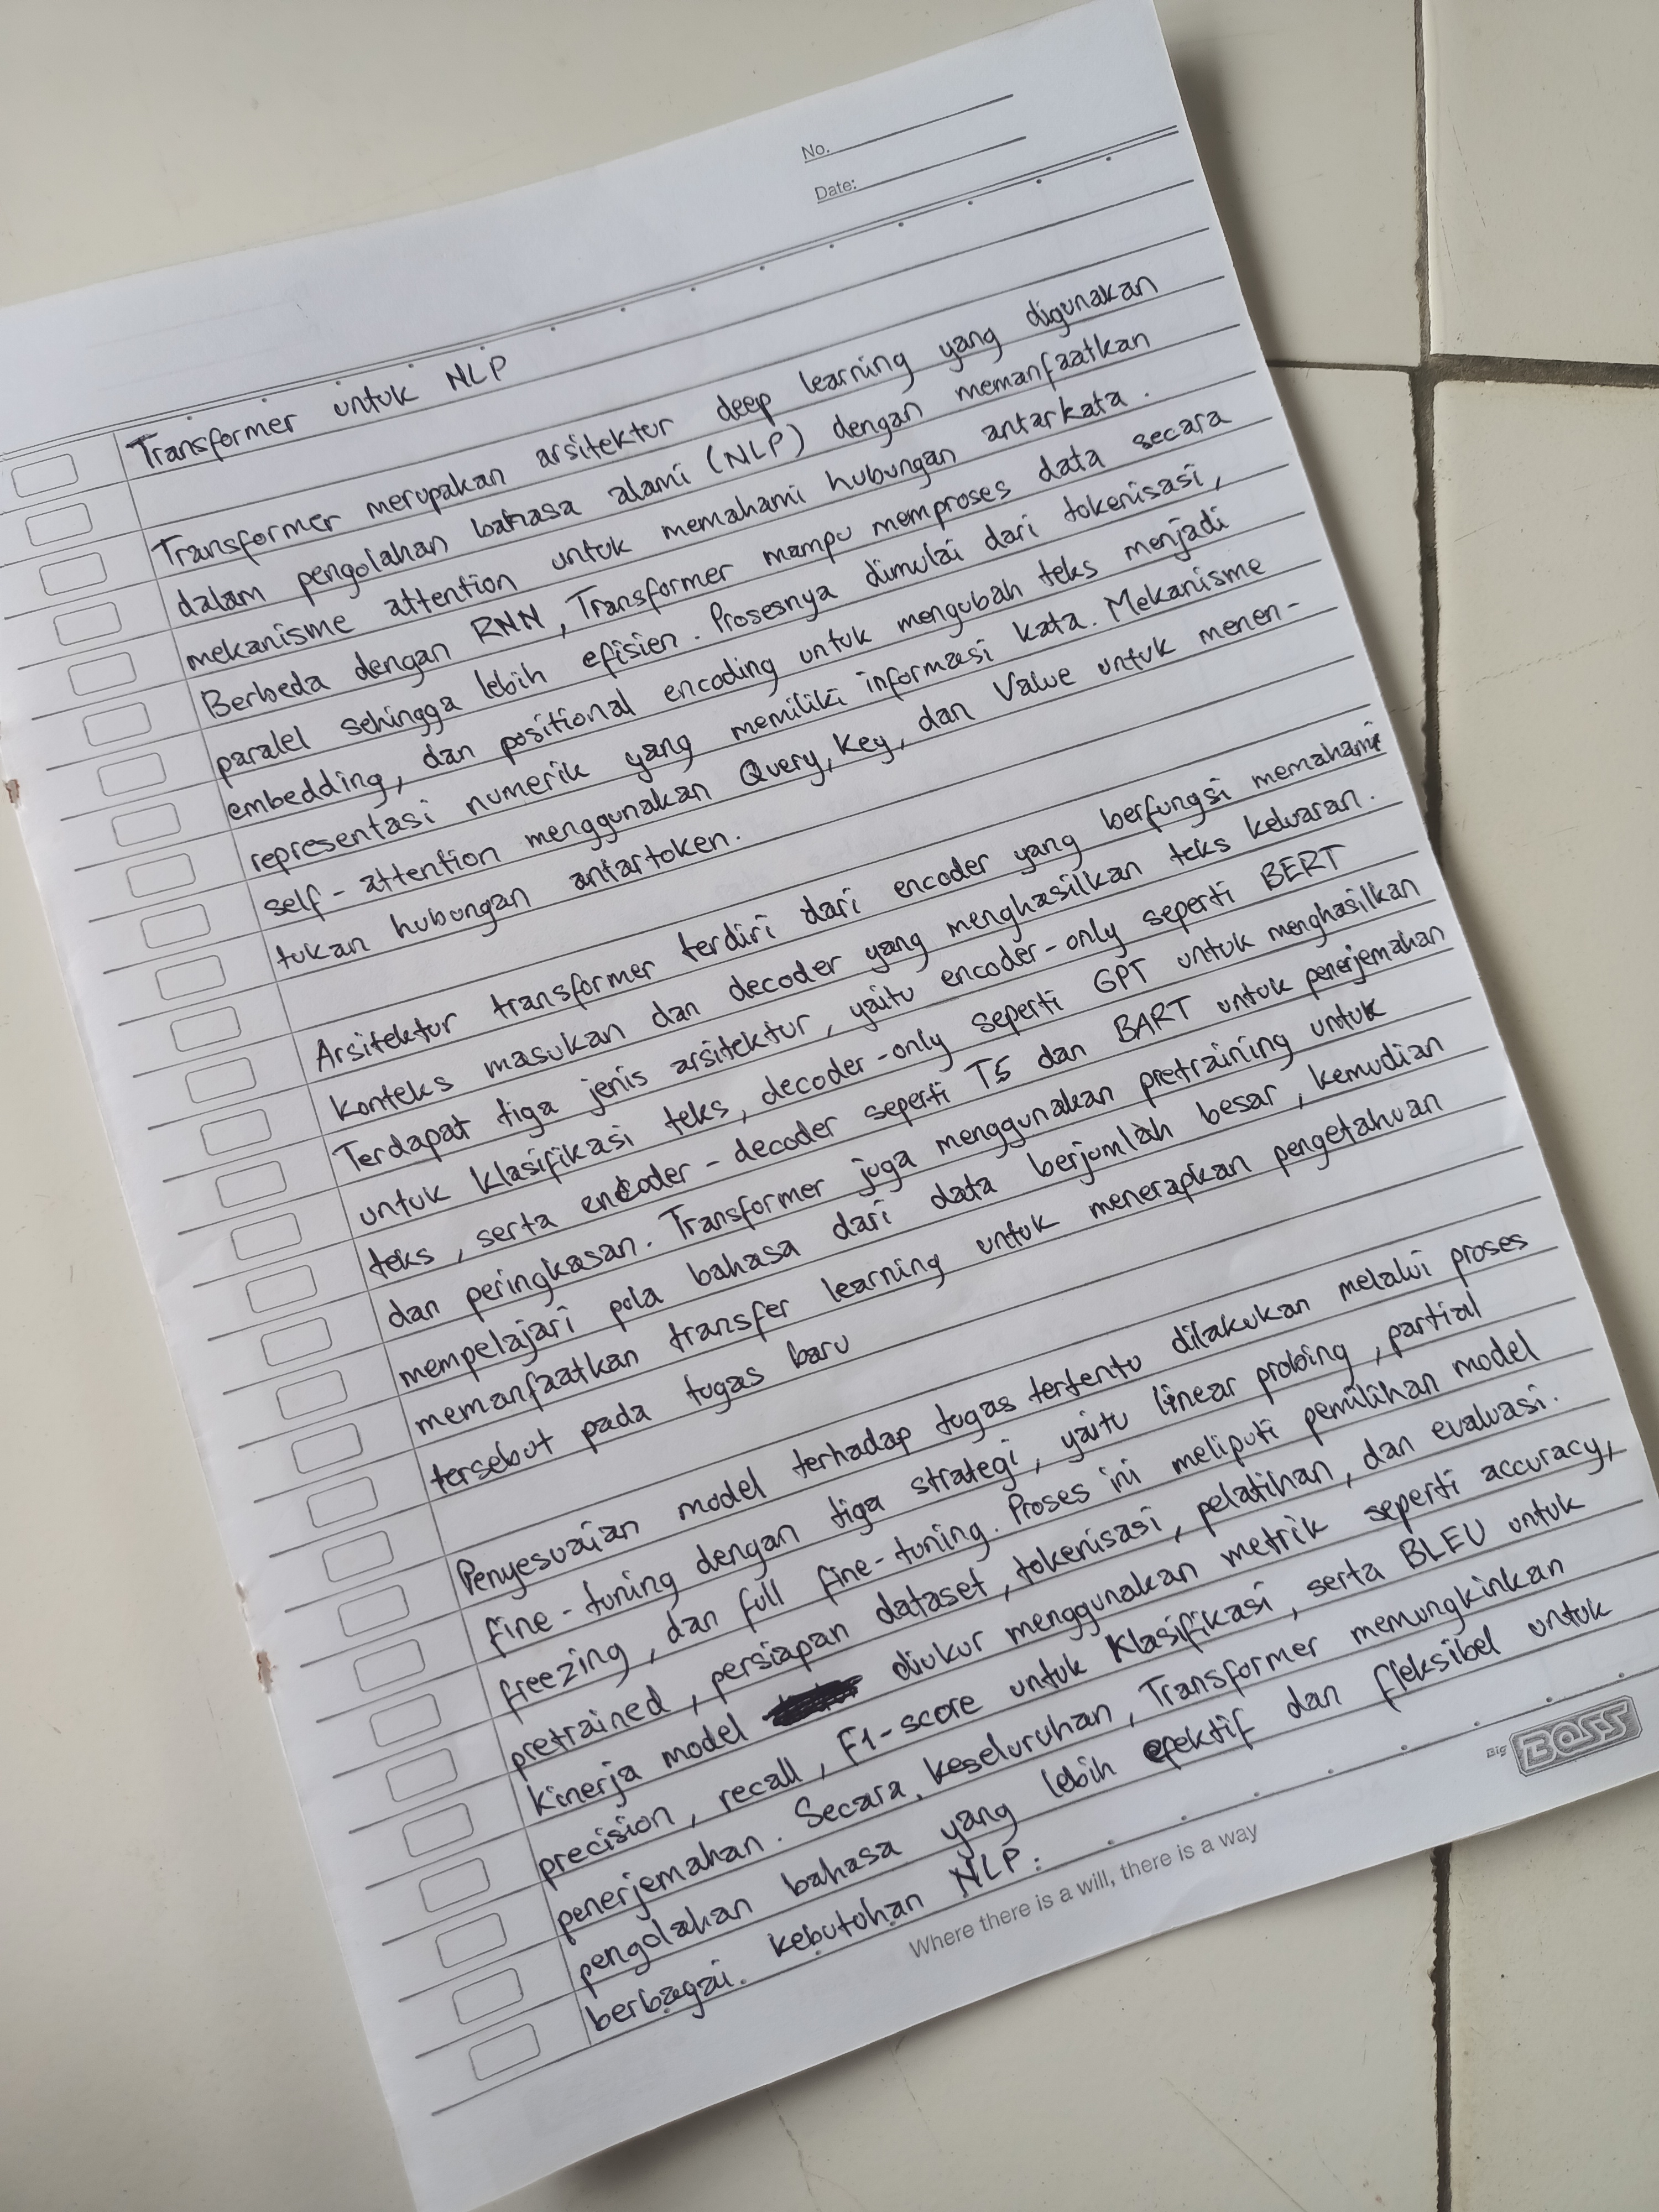 No.
Date:
Transformer untuk NLP
Transformer merupakan arsitektur deep learning yang digunakan
dalam pengolahan bahasa alami (NLP) dengan memanfaatkan
mekanisme attention untuk memahami hubungan antarkata.
Berbeda dengan RNN, Transformer mampu memproses data secara
paralel sehingga lebih efisien. Prosesnya dimulai dari tokenisasi,
embedding, dan positional encoding untuk mengubah teks menjadi
representasi numerik yang memiliki informasi kata. Mekanisme
self-attention menggunakan Query, Key, dan Value untuk menen-
tukan hubungan antartoken.
Arsitektur transformer terdiri dari encoder yang berfungsi memahami
konteks masukan dan decoder yang menghasilkan teks keluaran.
Terdapat tiga jenis arsitektur, yaitu encoder-only seperti BERT
untuk klasifikasi teks, decoder-only seperti GPT untuk menghasilkan
teks, serta encoder-decoder seperti T5 dan BART untuk penerjemahan
dan peringkasan. Transformer juga menggunakan pretraining untuk
mempelajari pola bahasa dari data berjumlah besar, kemudian
memanfaatkan transfer learning untuk menerapkan pengetahuan
tersebut pada tugas baru
Penyesuaian model terhadap tugas tertentu dilakukan melalui proses
fine-tuning dengan tiga strategi, yaitu linear probing, partial
freezing, dan full fine-tuning. Proses ini meliputi pemilihan model
pretrained, persiapan dataset, tokenisasi, pelatihan, dan evaluasi.
Kinerja model diukur menggunakan metrik seperti accuracy,
precision, recall, F1-score untuk klasifikasi, serta BLEU untuk
penerjemahan. Secara keseluruhan, Transformer memungkinkan
pengolahan bahasa yang lebih efektif dan fleksibel untuk
berbagai kebutuhan NLP.
Big BOSS
Where there is a will, there is a way